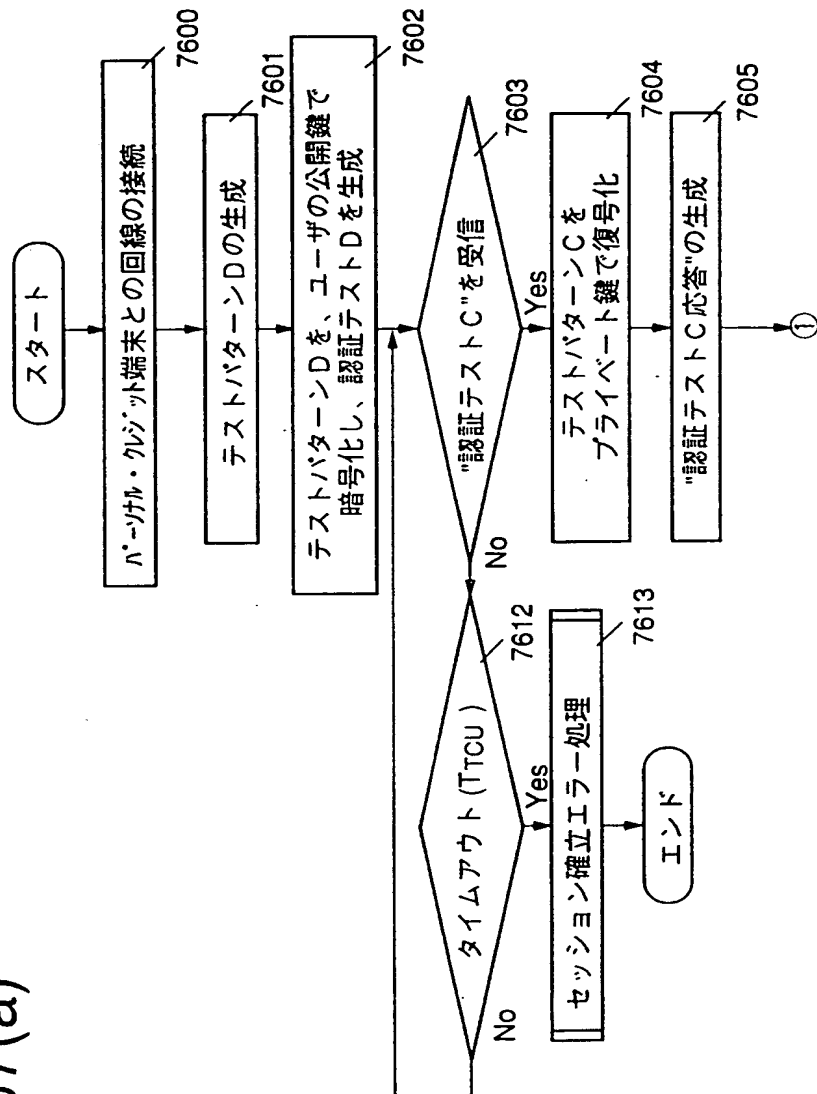 スタート
パーソナル・クレジット端末との回線の接続
7600
テストパターンDの生成
7601
テストパターンDを、ユーザの公開鍵で
暗号化し、認証テストDを生成
7602
"認証テストC"を受信
7603
Yes
No
テストパターンCを
プライベート鍵で復号化
7604
"認証テストC応答"の生成
7605
①
タイムアウト(TTCU)
7612
Yes
No
セッション確立エラー処理
7613
エンド
(a)